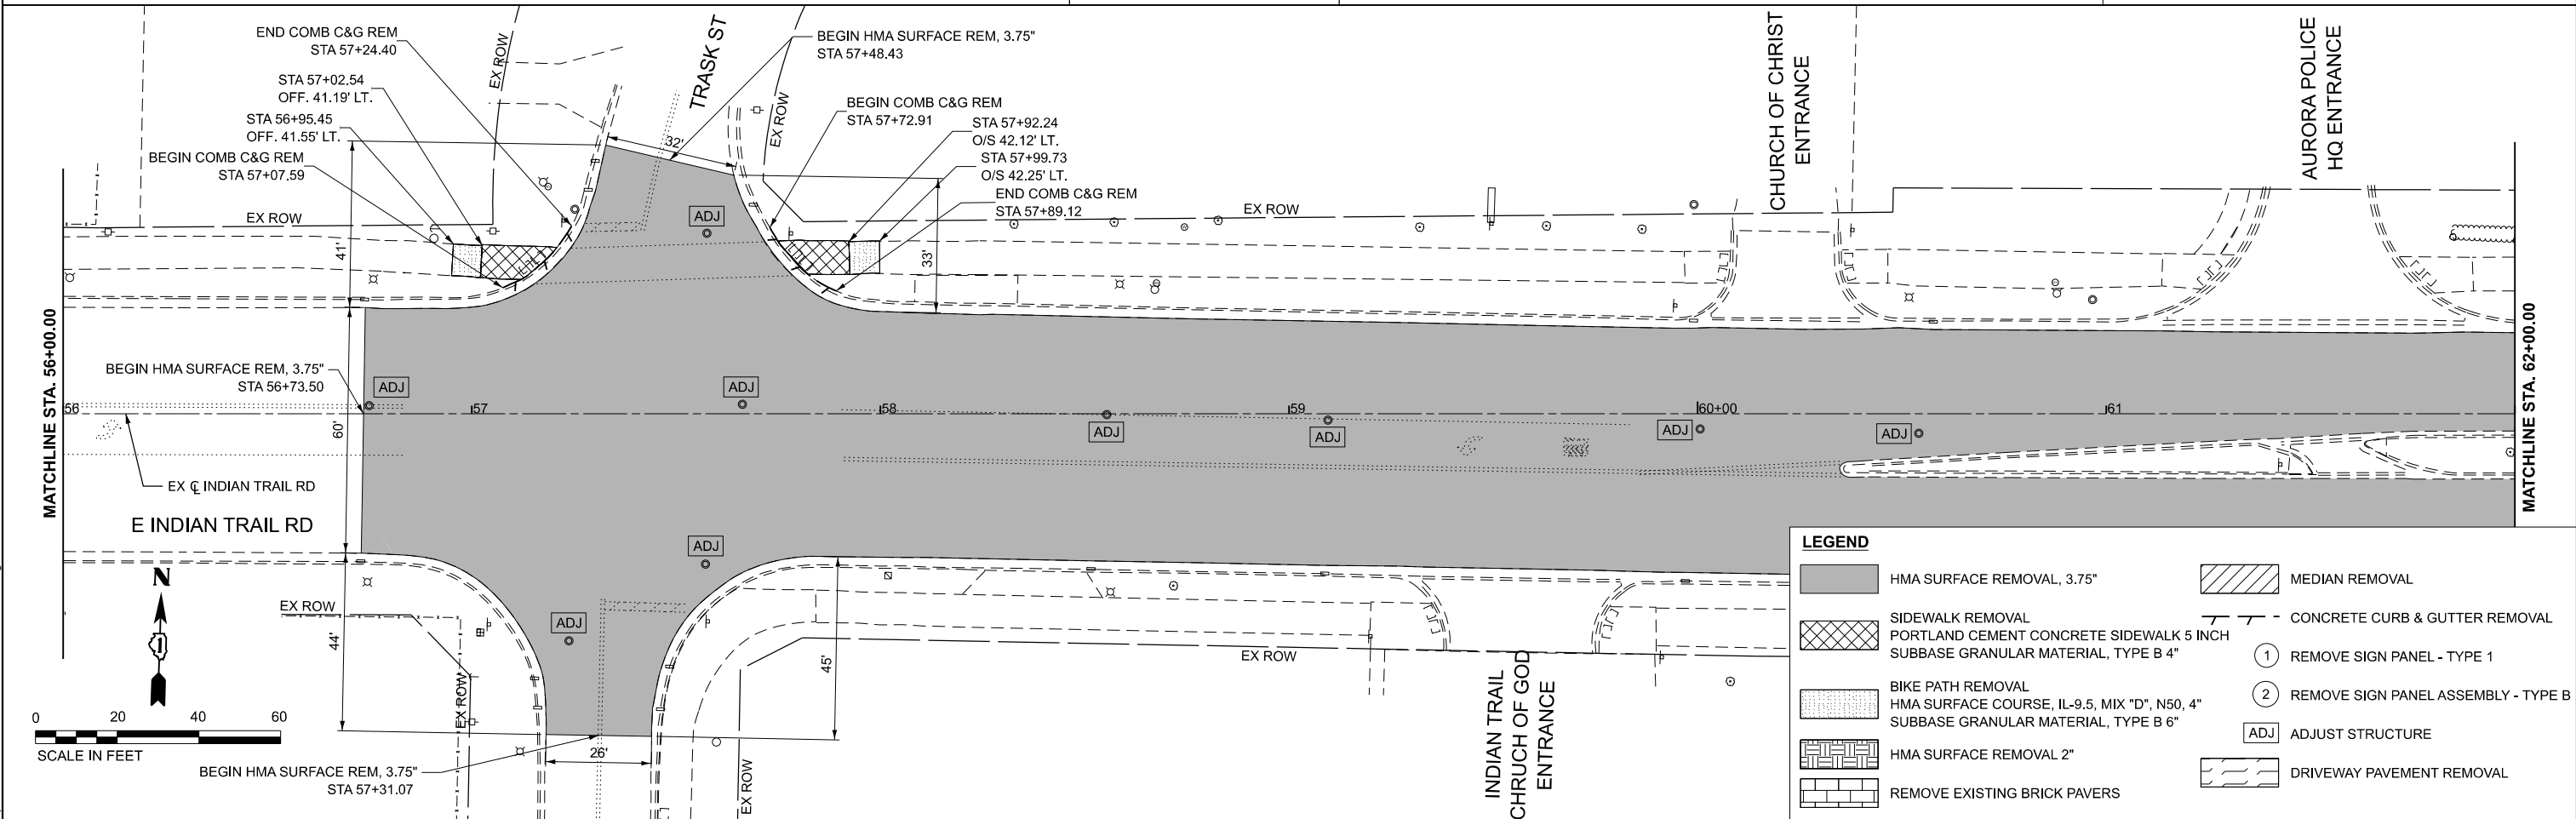 END COMB C&G REM
STA 57+24.40
STA 57+02.54
OFF. 41.19' LT.
STA 56+95.45
OFF. 41.55' LT.
BEGIN COMB C&G REM
STA 57+07.59
EX ROW
TRASK ST
BEGIN HMA SURFACE REM, 3.75"
STA 57+48.43
EX ROW
BEGIN COMB C&G REM
STA 57+72.91
STA 57+92.24
O/S 42.12' LT.
STA 57+99.73
O/S 42.25' LT.
END COMB C&G REM
STA 57+89.12
CHURCH OF CHRIST
ENTRANCE
AURORA POLICE
HQ ENTRANCE
32'
EX ROW
EX ROW
ADJ
41'
33'
MATCHLINE STA. 56+00.00
MATCHLINE STA. 62+00.00
BEGIN HMA SURFACE REM, 3.75"
STA 56+73.50
ADJ
ADJ
56
57
58
59
60+00
61
ADJ
ADJ
ADJ
ADJ
60'
EX ℄ INDIAN TRAIL RD
E INDIAN TRAIL RD
N
1
ADJ
ADJ
EX ROW
44'
EX ROW
45'
EX ROW
EX ROW
26'
0 20 40 60
SCALE IN FEET
BEGIN HMA SURFACE REM, 3.75"
STA 57+31.07
INDIAN TRAIL
CHRUCH OF GOD
ENTRANCE
LEGEND
HMA SURFACE REMOVAL, 3.75"
SIDEWALK REMOVAL
PORTLAND CEMENT CONCRETE SIDEWALK 5 INCH
SUBBASE GRANULAR MATERIAL, TYPE B 4"
BIKE PATH REMOVAL
HMA SURFACE COURSE, IL-9.5, MIX "D", N50, 4"
SUBBASE GRANULAR MATERIAL, TYPE B 6"
HMA SURFACE REMOVAL 2"
REMOVE EXISTING BRICK PAVERS
MEDIAN REMOVAL
CONCRETE CURB & GUTTER REMOVAL
1 REMOVE SIGN PANEL - TYPE 1
2 REMOVE SIGN PANEL ASSEMBLY - TYPE B
ADJ ADJUST STRUCTURE
DRIVEWAY PAVEMENT REMOVAL